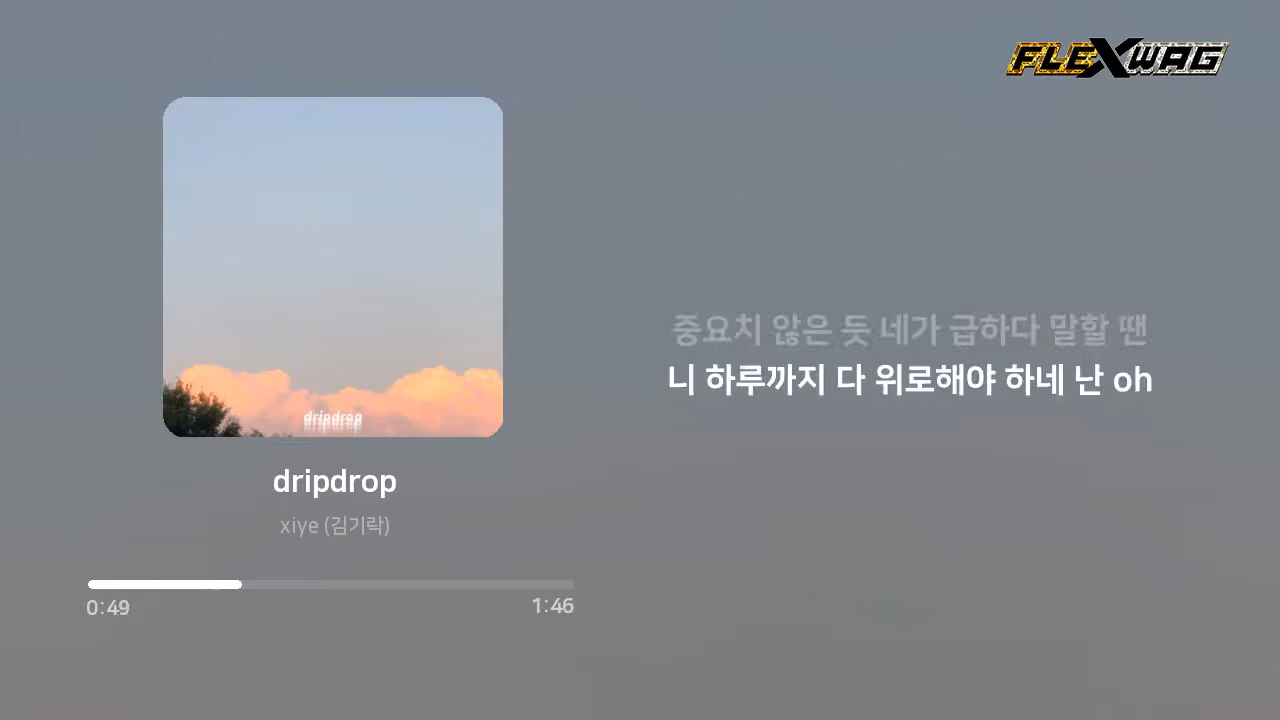 FLEXWAG
중요치 않은 듯 네가 급하다 말할 땐
니 하루까지 다 위로해야 하네 난 oh
dripdrop
dripdrop
dripdrop
xiye (김기락)
0:49
1:46